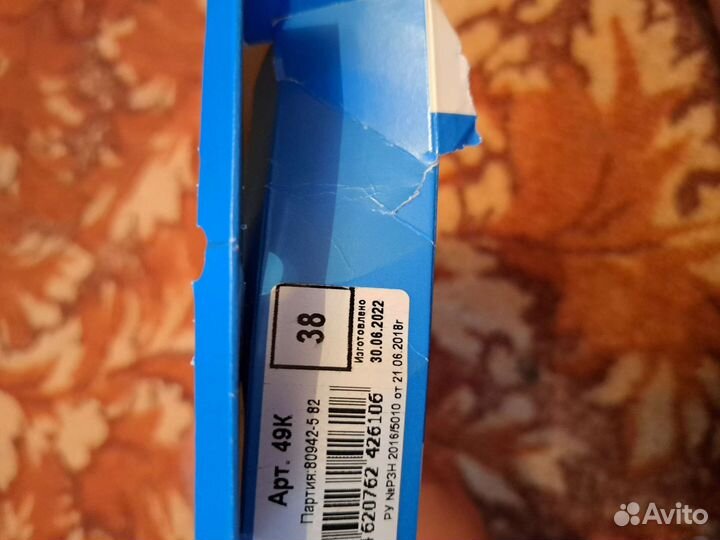 38
Изготовлено
30.06.2022
Арт. 49К
Партия:80942-5 82
620762 426106
РУ №РЗН 2016/5010 от 21.06.2018г
Avito